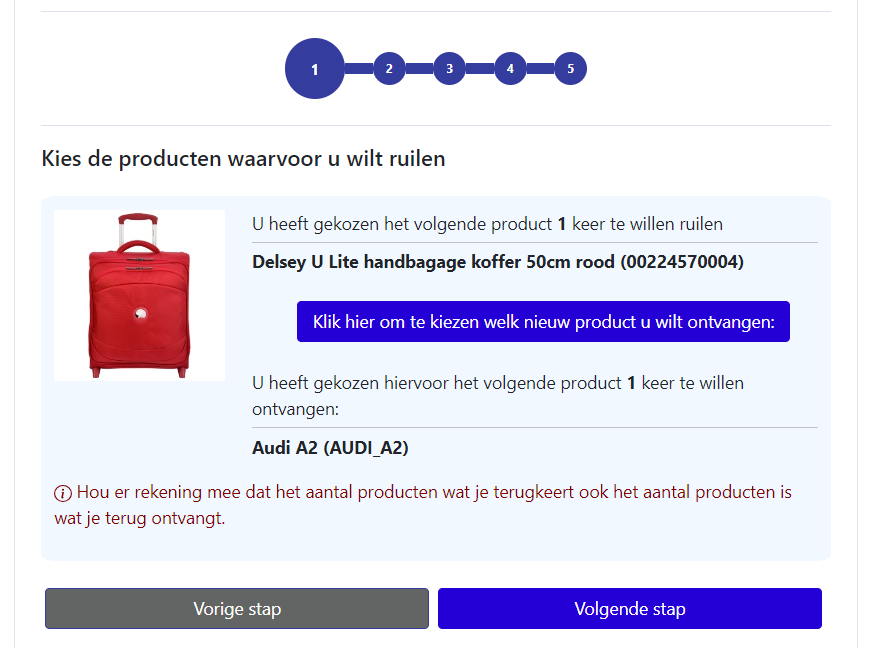 1 2 3 4 5
Kies de producten waarvoor u wilt ruilen
U heeft gekozen het volgende product 1 keer te willen ruilen
Delsey U Lite handbagage koffer 50cm rood (00224570004)
Klik hier om te kiezen welk nieuw product u wilt ontvangen:
U heeft gekozen hiervoor het volgende product 1 keer te willen
ontvangen:
Audi A2 (AUDI_A2)
Hou er rekening mee dat het aantal producten wat je terugkeert ook het aantal producten is
wat je terug ontvangt.
Vorige stap
Volgende stap